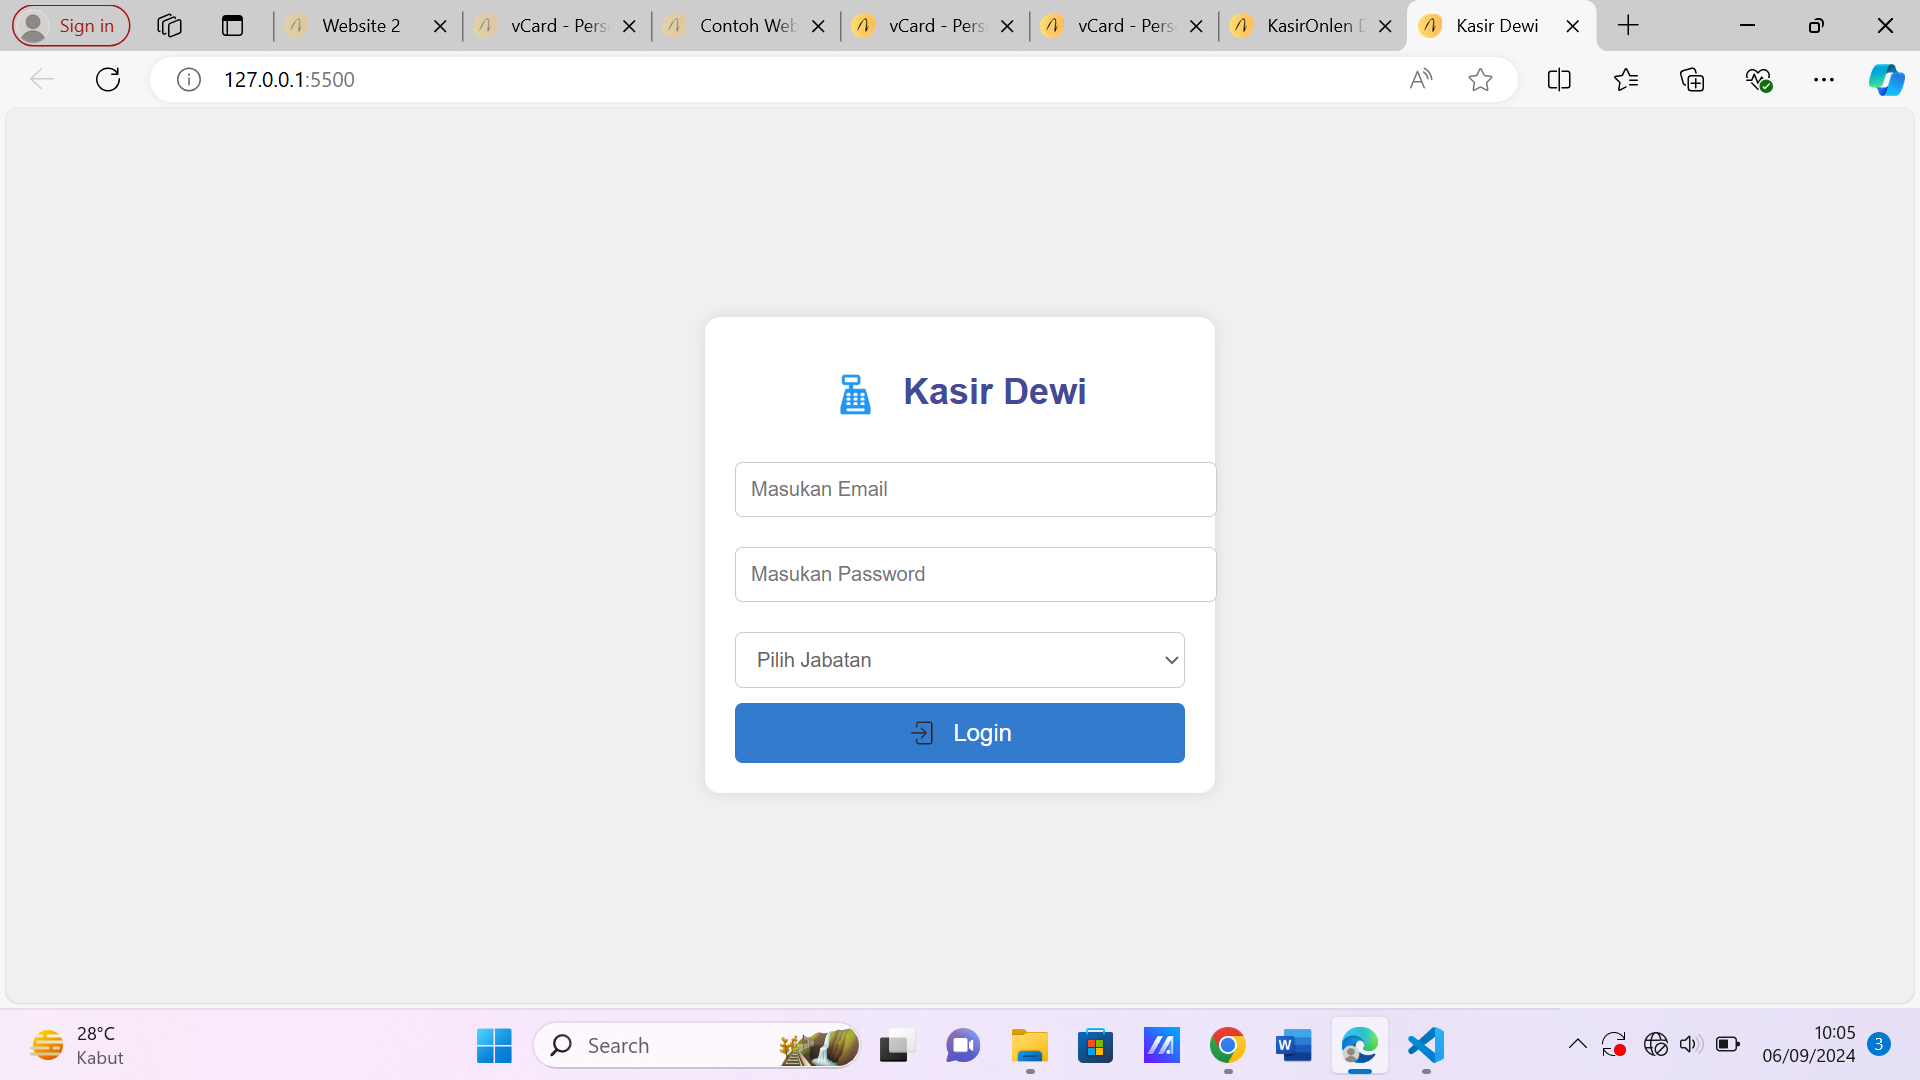 Sign in
Website 2
vCard - Pers
Contoh Web
vCard - Pers
vCard - Pers
KasirOnlen D
Kasir Dewi
127.0.0.1:5500
Kasir Dewi
Masukan Email
Masukan Password
Pilih Jabatan
Login
28°C
Kabut
Search
10:05
06/09/2024
3